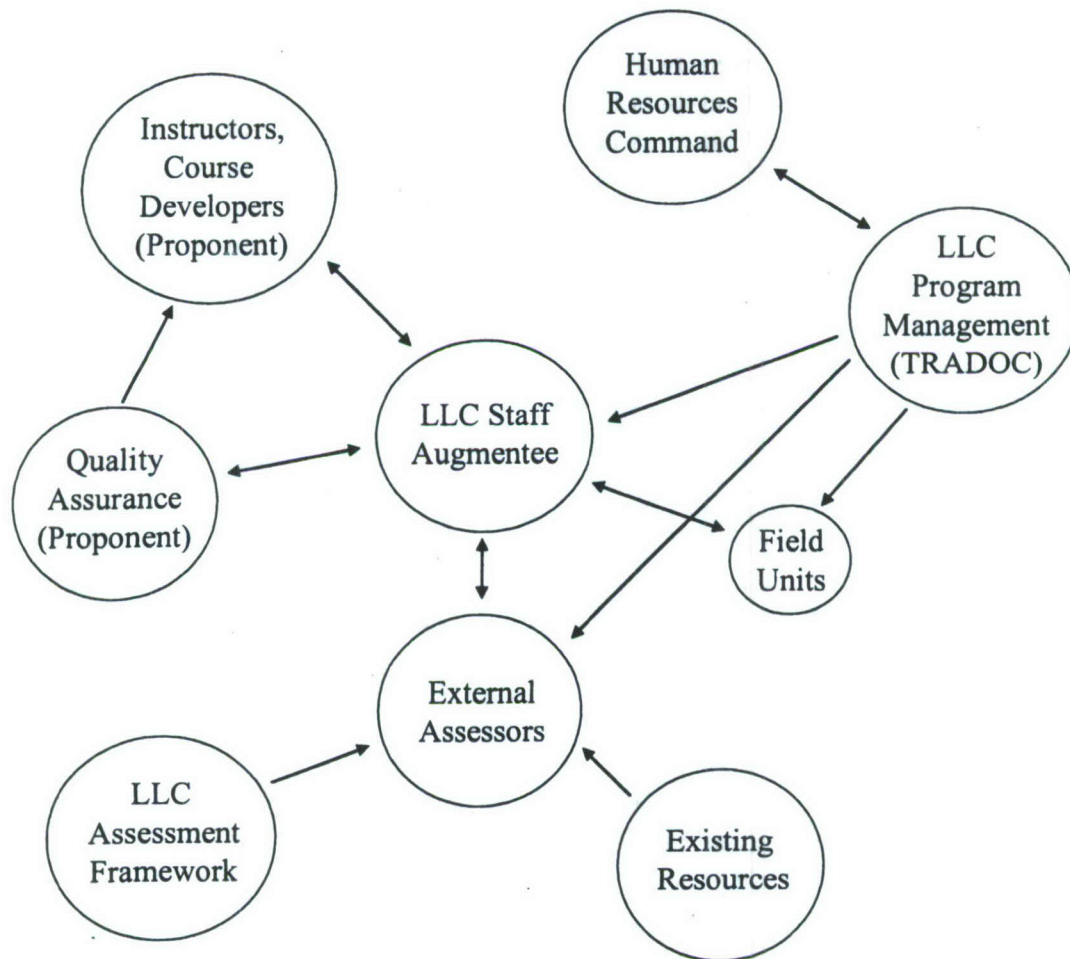 Human
Resources
Command
Instructors,
Course
Developers
(Proponent)
LLC
Program
Management
(TRADOC)
LLC Staff
Augmentee
Quality
Assurance
(Proponent)
Field
Units
External
Assessors
LLC
Assessment
Framework
Existing
Resources